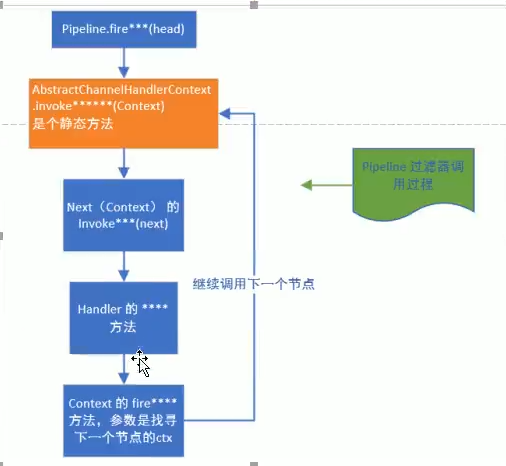 Pipeline.fire***(head)
AbstractChannelHandlerContext
.invoke******(Context)
是个静态方法
Next（Context） 的
Invoke***(next)
Handler 的 ****
方法
Context 的 fire****
方法，参数是找寻
下一个节点的ctx
继续调用下一个节点
Pipeline 过滤器调
用过程